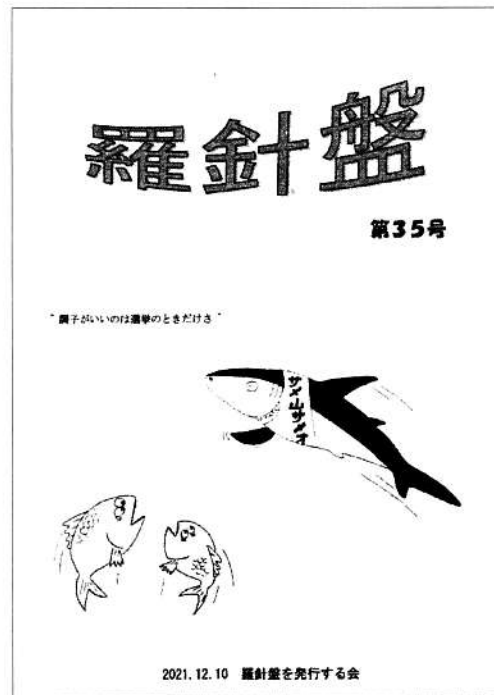 羅針盤
第35号
"調子がいいのは選挙のときだけさ"
サメ山サメオ
2021.12.10 羅針盤を発行する会